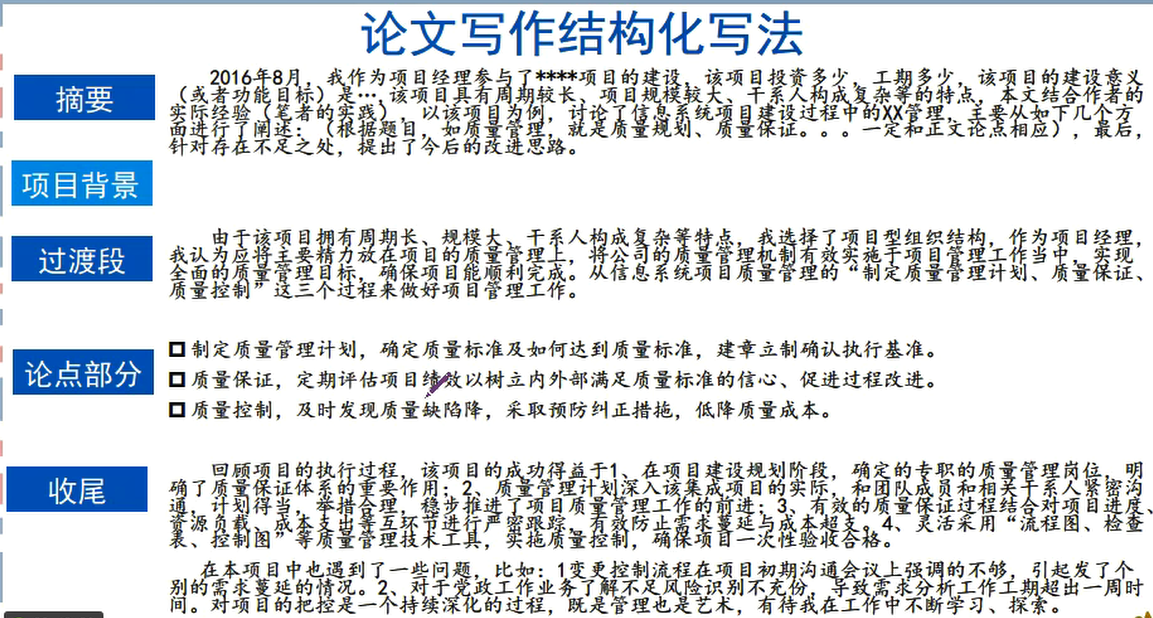 论文写作结构化写法
摘要
2016年8月，我作为项目经理参与了****项目的建设，该项目投资多少，工期多少，该项目的建设意义
（或者功能目标）是…，该项目具有周期较长、项目规模较大、干系人构成复杂等的特点，本文结合作者的
实际经验（笔者的实践），以该项目为例，讨论了信息系统项目建设过程中的XX管理，主要从如下几个方
面进行了阐述：（根据题目，如质量管理，就是质量规划、质量保证。。。一定和正文论点相应），最后，
针对存在不足之处，提出了今后的改进思路。
项目背景
过渡段
由于该项目拥有周期长、规模大、干系人构成复杂等特点，我选择了项目型组织结构，作为项目经理，
我认为应将主要精力放在项目的质量管理上，将公司的质量管理机制有效实施于项目管理工作当中，实现
全面的质量管理目标，确保项目能顺利完成。从信息系统项目质量管理的“制定质量管理计划、质量保证、
质量控制”这三个过程来做好项目管理工作。
论点部分
制定质量管理计划，确定质量标准及如何达到质量标准，建章立制确认执行基准。
质量保证，定期评估项目绩效以树立内外部满足质量标准的信心、促进过程改进。
质量控制，及时发现质量缺陷降，采取预防纠正措拖，低降质量成本。
收尾
回顾项目的执行过程，该项目的成功得益于1、在项目建设规划阶段，确定的专职的质量管理岗位，明
确了质量保证体系的重要作用；2、质量管理计划深入该集成项目的实际，和团队成员和相关干系人紧密沟
通，计划得当，举措合理，稳步推进了项目质量管理工作的前进；3、有效的质量保证过程结合对项目进度、
资源负载、成本支出等互环节进行严密跟踪，有效防止需求蔓延与成本超支。4、灵活采用“流程图、检查
表、控制图”等质量管理技术工具，实施质量控制，确保项目一次性验收合格。
在本项目中也遇到了一些问题，比如：1变更控制流程在项目初期沟通会议上强调的不够，引起发了个
别的需求蔓延的情况。2、对于党政工作业务了解不足风险识别不充份，导致需求分析工作工期超出一周时
间。对项目的把控是一个持续深化的过程，既是管理也是艺术，有待我在工作中不断学习、探索。